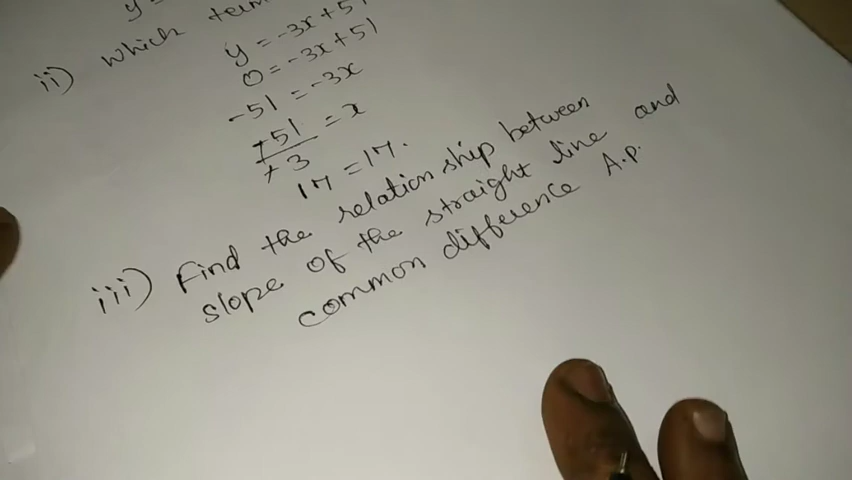 y =
ii) which term
y = -3x + 51
0 = -3x + 51
-51 = -3x
+51/+3 = x
17 = 17.
iii) Find the relationship between
slope of the straight line and
common difference A.p.